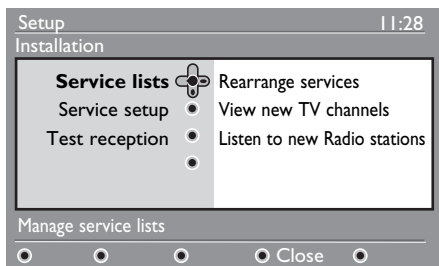 Setup 11:28
Installation
Service lists Rearrange services
Service setup View new TV channels
Test reception Listen to new Radio stations
Manage service lists
Close